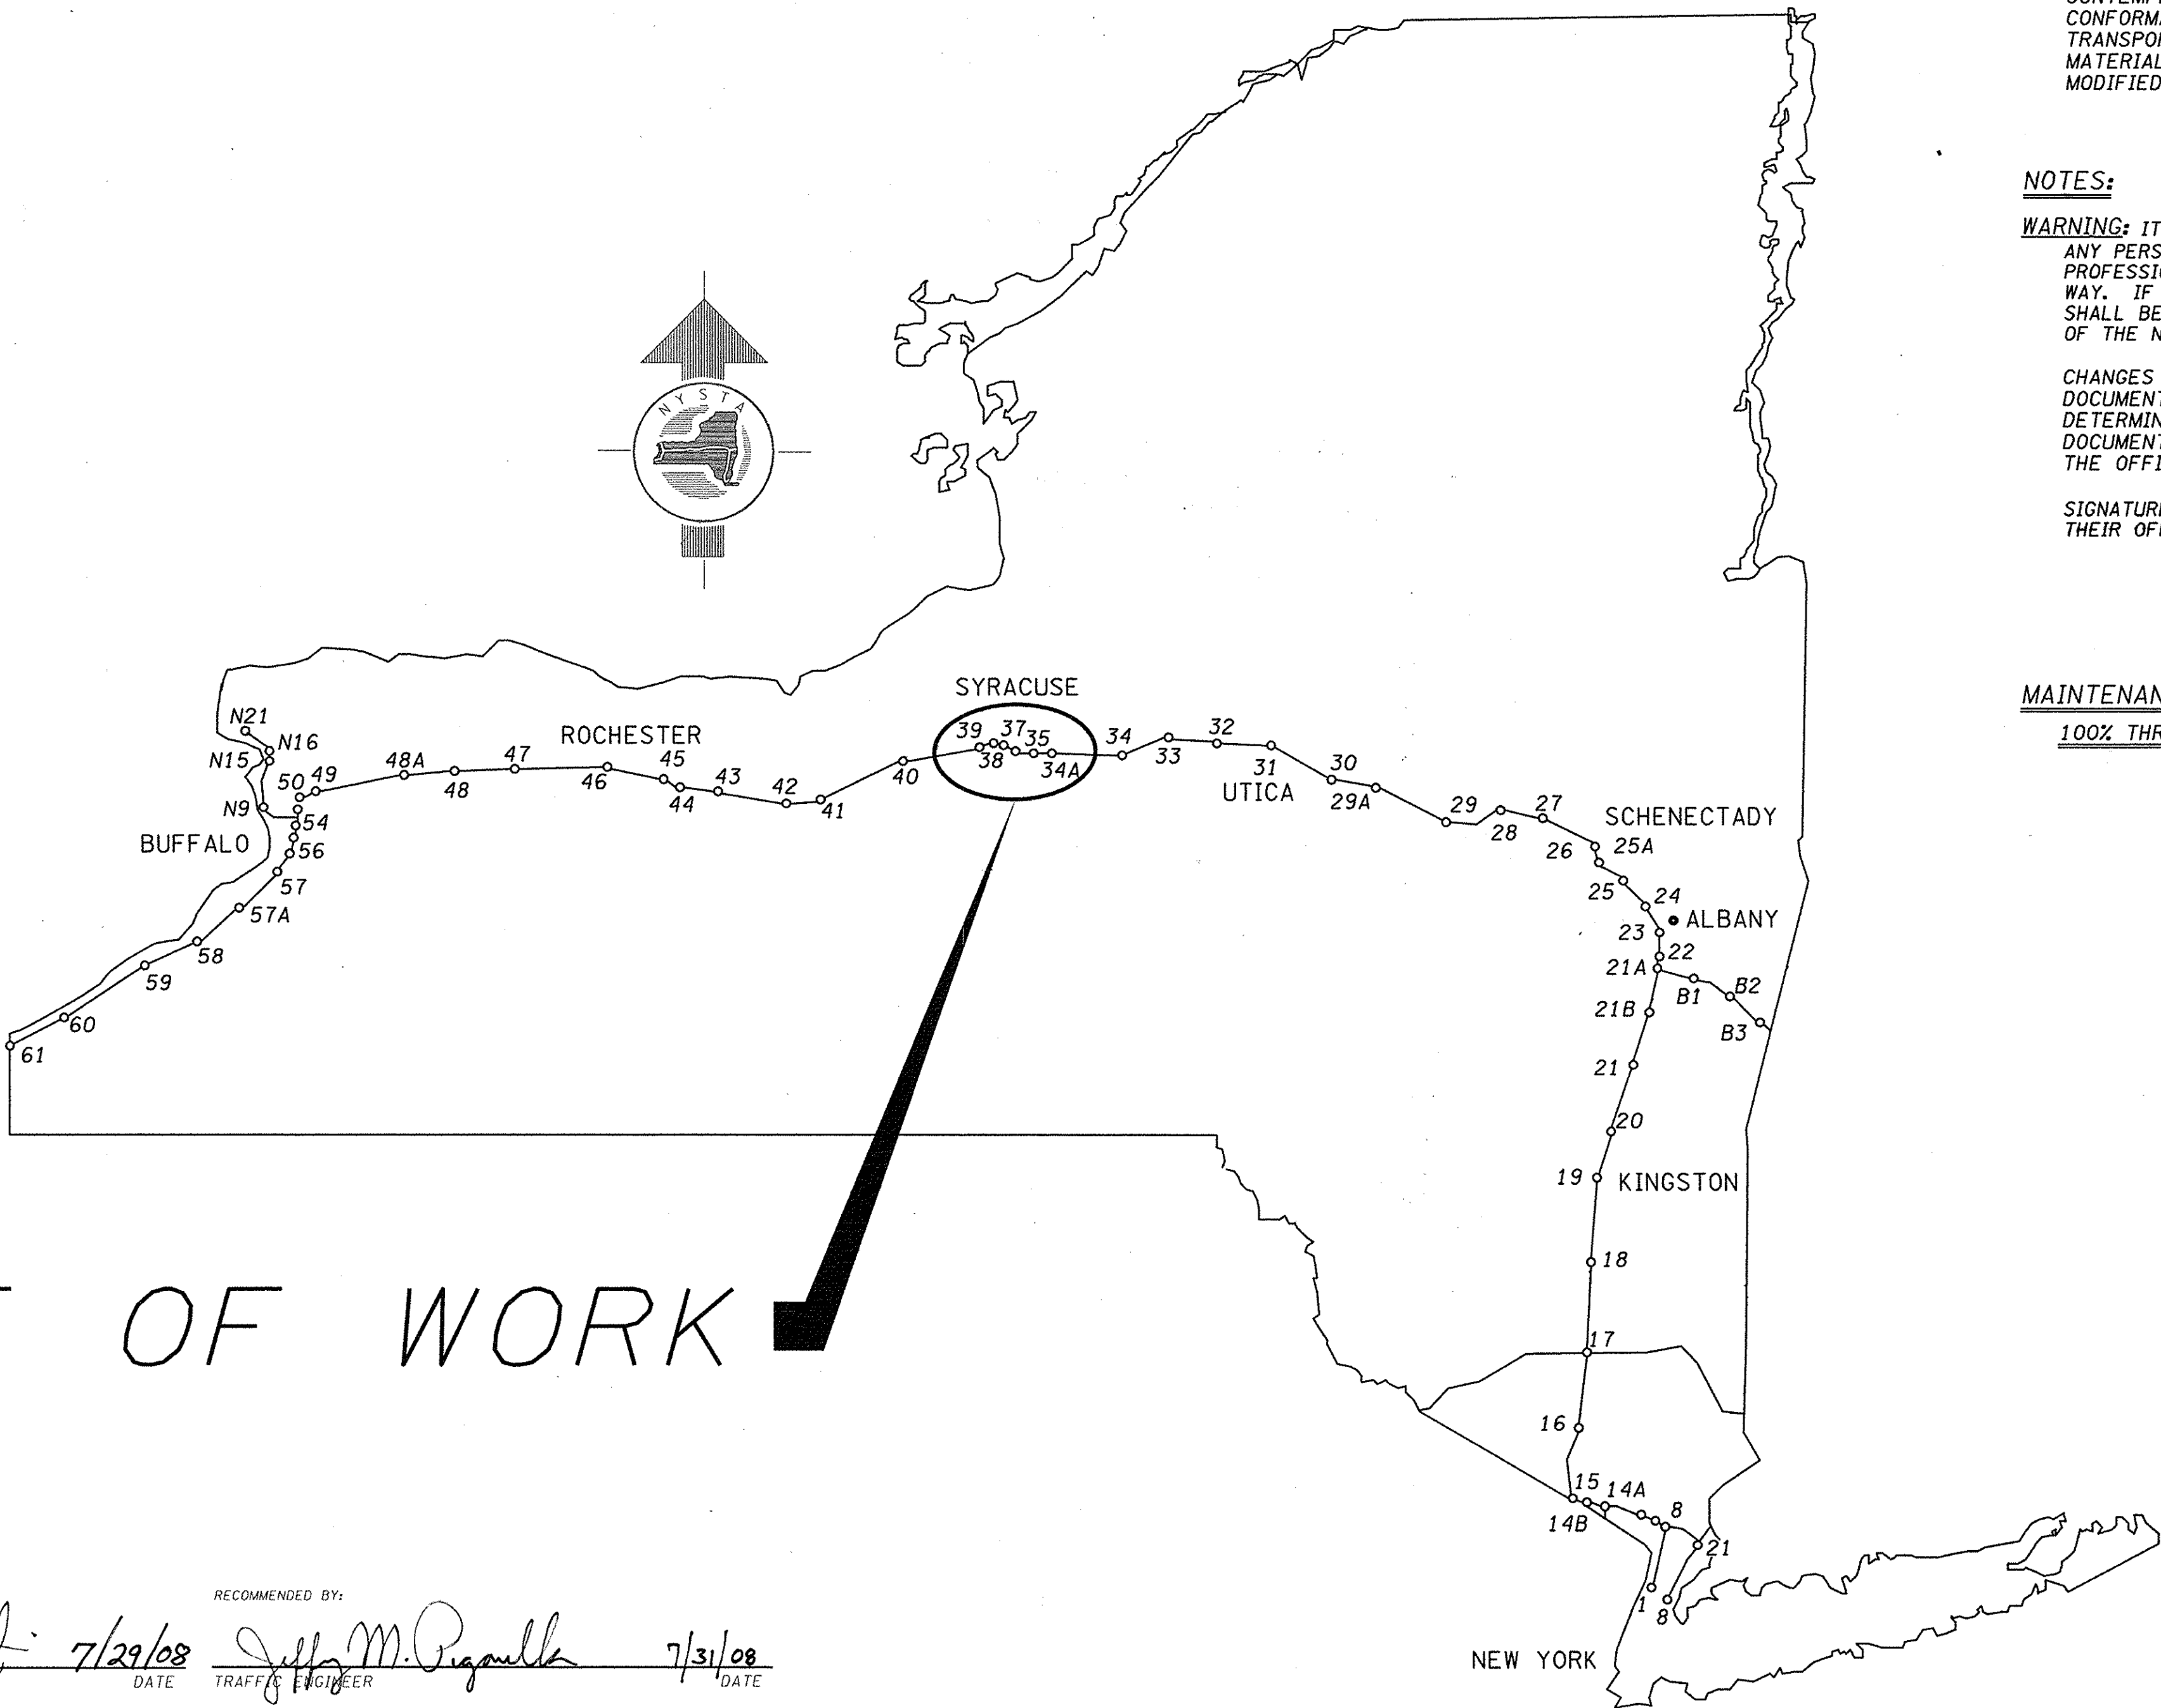 CONFORMA
TRANSPOR
MATERIAL
MODIFIED
NOTES:
WARNING: IT
ANY PERS
PROFESSI
WAY. IF
SHALL BE
OF THE N
CHANGES
DOCUMENT
DETERMIN
DOCUMENT
THE OFFI
SIGNATUR
THEIR OF
MAINTENAN
100% THR
NYSTA
SYRACUSE
39 37 35 34A 38
34 33 32 31 30 29A 29 28 27 26 25A 25 24 23 22 21A 21B 21 20 19 18 17 16 15 14A 14B 8 21 1 8
B1 B2 B3
UTICA
SCHENECTADY
ALBANY
KINGSTON
NEW YORK
ROCHESTER
N21 N16 N15 N9
50 49 48A 48 47 46 45 44 43 42 41 40
54 56 57 57A 58 59 60 61
BUFFALO
OF WORK
RECOMMENDED BY:
7/29/08
DATE
7/31/08
TRAFFIC ENGINEER
DATE